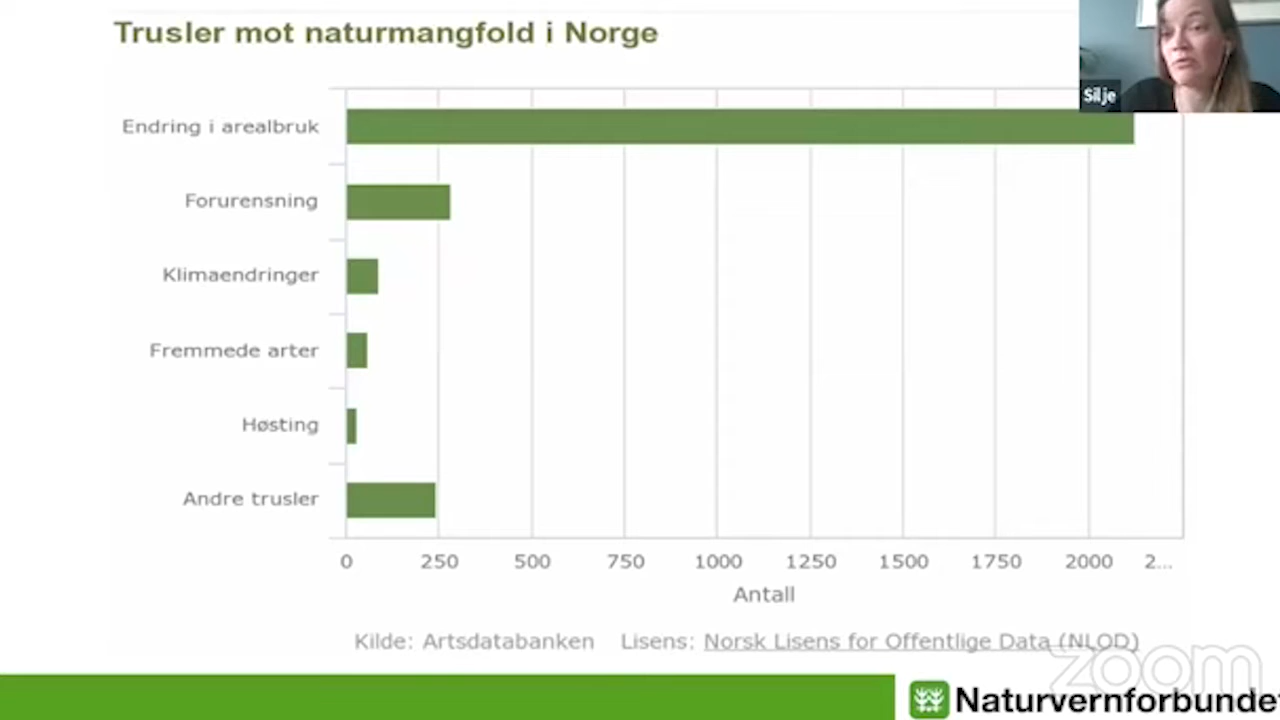 Trusler mot naturmangfold i Norge
Silje
Endring i arealbruk
Forurensning
Klimaendringer
Fremmede arter
Høsting
Andre trusler
0 250 500 750 1000 1250 1500 1750 2000 2...
Antall
Kilde: Artsdatabanken Lisens: Norsk Lisens for Offentlige Data (NLOD)
zoom
Naturvernforbunde